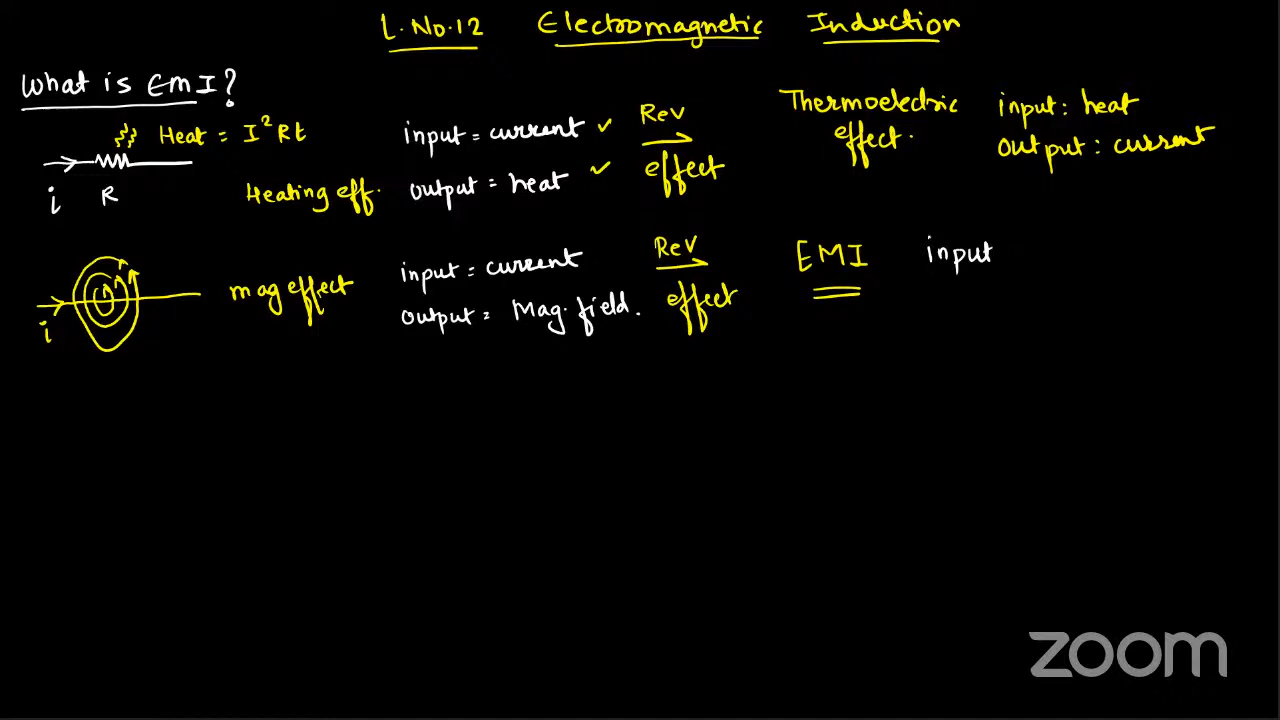 L.No.12 Electromagnetic Induction
What is EMI?
Heat = I²Rt
i R
Heating eff.
input = current ✓
output = heat ✓
Rev
effect
Thermoelectric
effect.
input: heat
output: current
i
mag effect
input = current
output = Mag. field.
Rev
effect
EMI
input
zoom